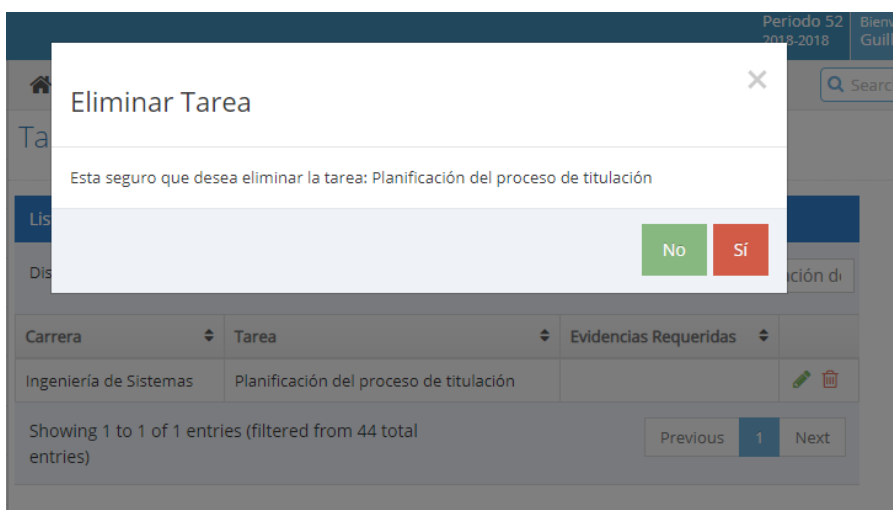 Periodo 52
2018-2018
Eliminar Tarea
×
Esta seguro que desea eliminar la tarea: Planificación del proceso de titulación
No
Sí
Carrera
Tarea
Evidencias Requeridas
Ingeniería de Sistemas
Planificación del proceso de titulación
Showing 1 to 1 of 1 entries (filtered from 44 total
entries)
Previous
1
Next